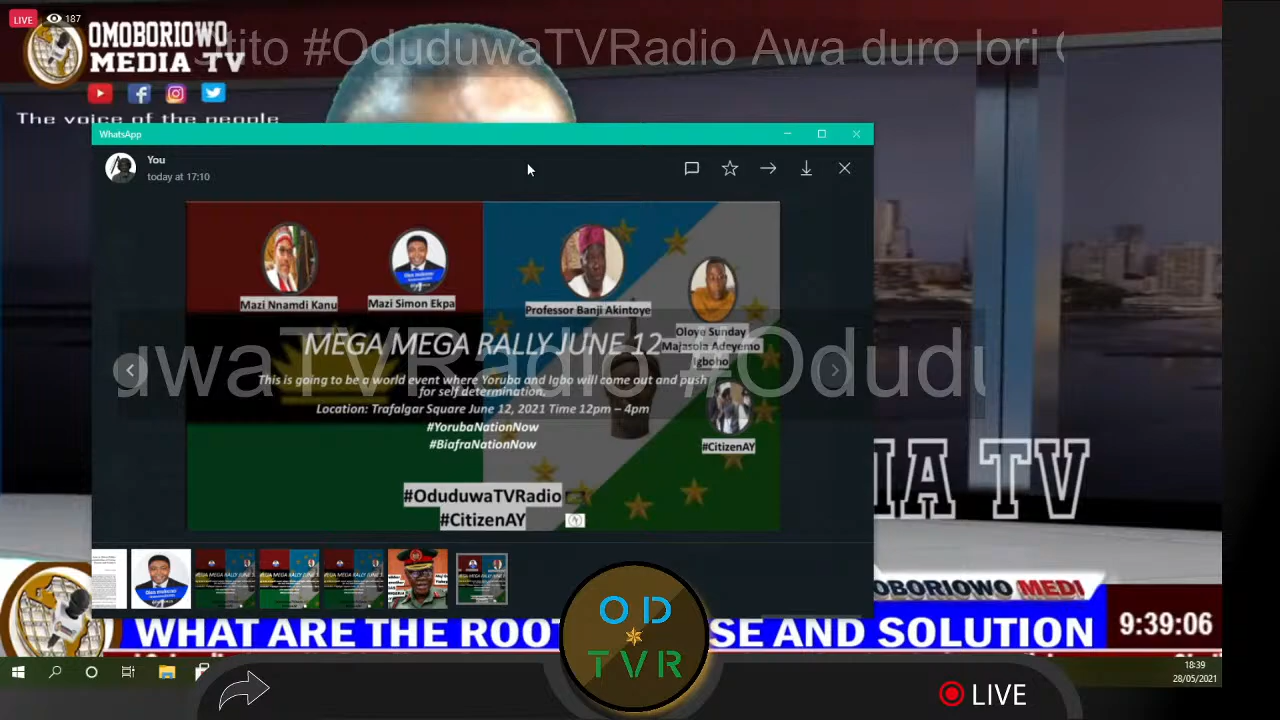 LIVE 187
OMOBORIOWO
MEDIA TV
#OduduwaTVRadio Awa duro lori
The voice of the people
WhatsApp
You
today at 17:10
Mazi Nnamdi Kanu
Mazi Simon Ekpa
Professor Banji Akintoye
Oloye Sunday
Majasola Adeyemo
Igboho
MEGA MEGA RALLY JUNE 12
This is going to be a world event where Yoruba and Igbo will come out and push
for self determination.
Location: Trafalgar Square June 12, 2021 Time 12pm – 4pm
#YorubaNationNow
#BiafraNationNow
#CitizenAY
#OduduwaTVRadio
#CitizenAY
TVRadio
TV
MEDI
WHAT ARE THE
SE AND SOLUTION
9:39:06
OD
TVR
18:39
28/05/2021
LIVE